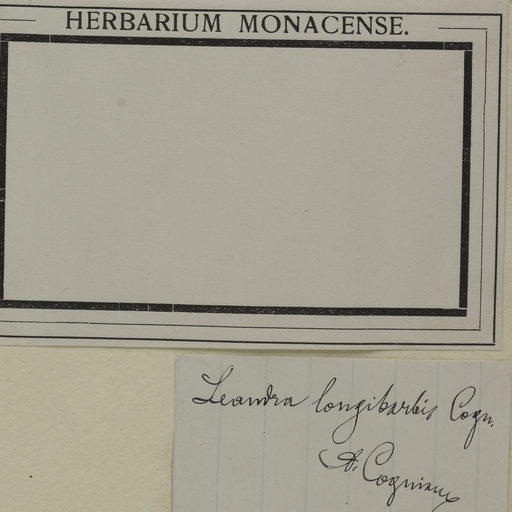 HERBARIUM MONACENSE.
Leandra longibarbis Cogn.
A. Cogniaux